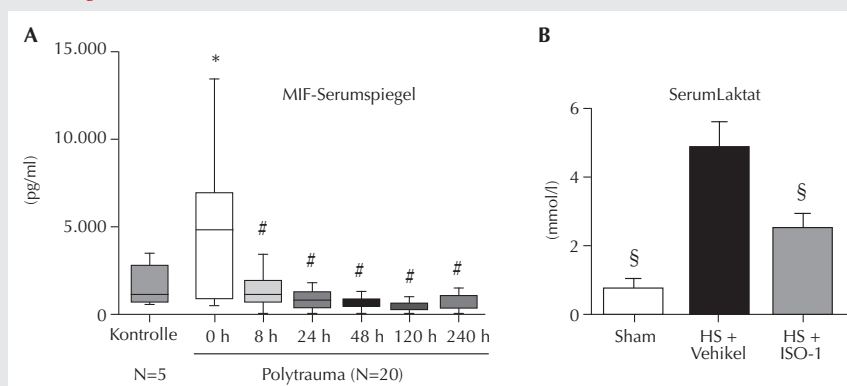 A
MIF-Serumspiegel
(pg/ml)
15.000
10.000
5.000
0
*
#
#
#
#
#
Kontrolle 0 h 8 h 24 h 48 h 120 h 240 h
N=5 Polytrauma (N=20)
B
SerumLaktat
(mmol/l)
6
4
2
0
§
§
Sham HS + HS +
Vehikel ISO-1